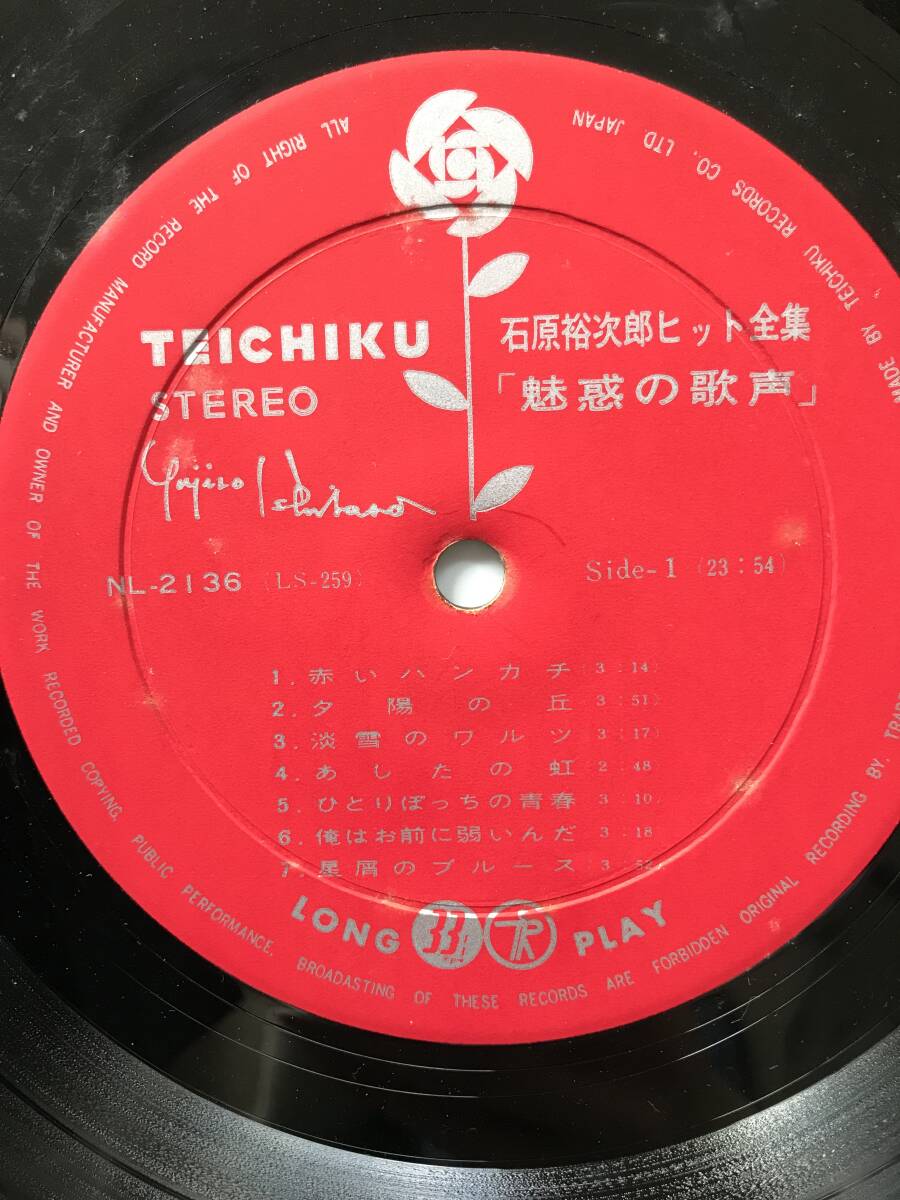 TEICHIKU
STEREO
Yujiro Ishihara
石原裕次郎ヒット全集
「魅惑の歌声」
NL-2136 (LS-259)
Side-1 (23:54)
1. 赤いハンカチ (3:14)
2. 夕陽の丘 (3:51)
3. 淡雪のワルツ (3:17)
4. あしたの虹 (2:48)
5. ひとりぼっちの青春 (3:10)
6. 俺はお前に弱いんだ (3:18)
7. 星屑のブルース (3:52)
LONG 33⅓ PLAY
ALL RIGHT OF THE RECORD MANUFACTURER AND OWNER OF THE WORK RECORDED COPYING, PUBLIC PERFORMANCE, BROADASTING OF THESE RECORDS ARE FORBIDDEN ORIGINAL RECORDING BY. TRADE
MADE BY TEICHIKU RECORDS CO., LTD JAPAN